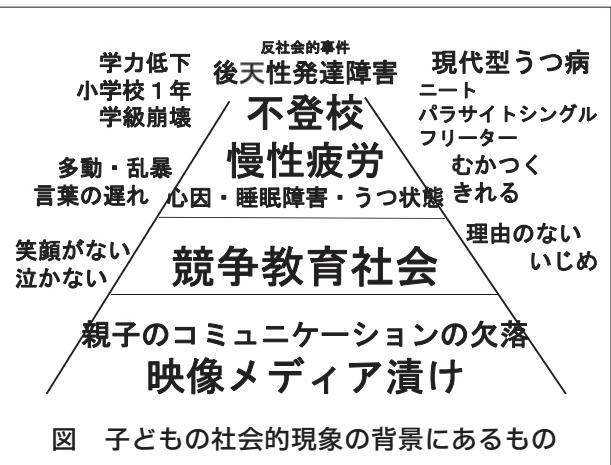 反社会的事件
後天性発達障害
学力低下
小学校１年
学級崩壊
現代型うつ病
ニート
パラサイトシングル
フリーター
不登校
慢性疲労
心因・睡眠障害・うつ状態
多動・乱暴
言葉の遅れ
むかつく
きれる
笑顔がない
泣かない
競争教育社会
理由のない
いじめ
親子のコミュニケーションの欠落
映像メディア漬け
図　子どもの社会的現象の背景にあるもの